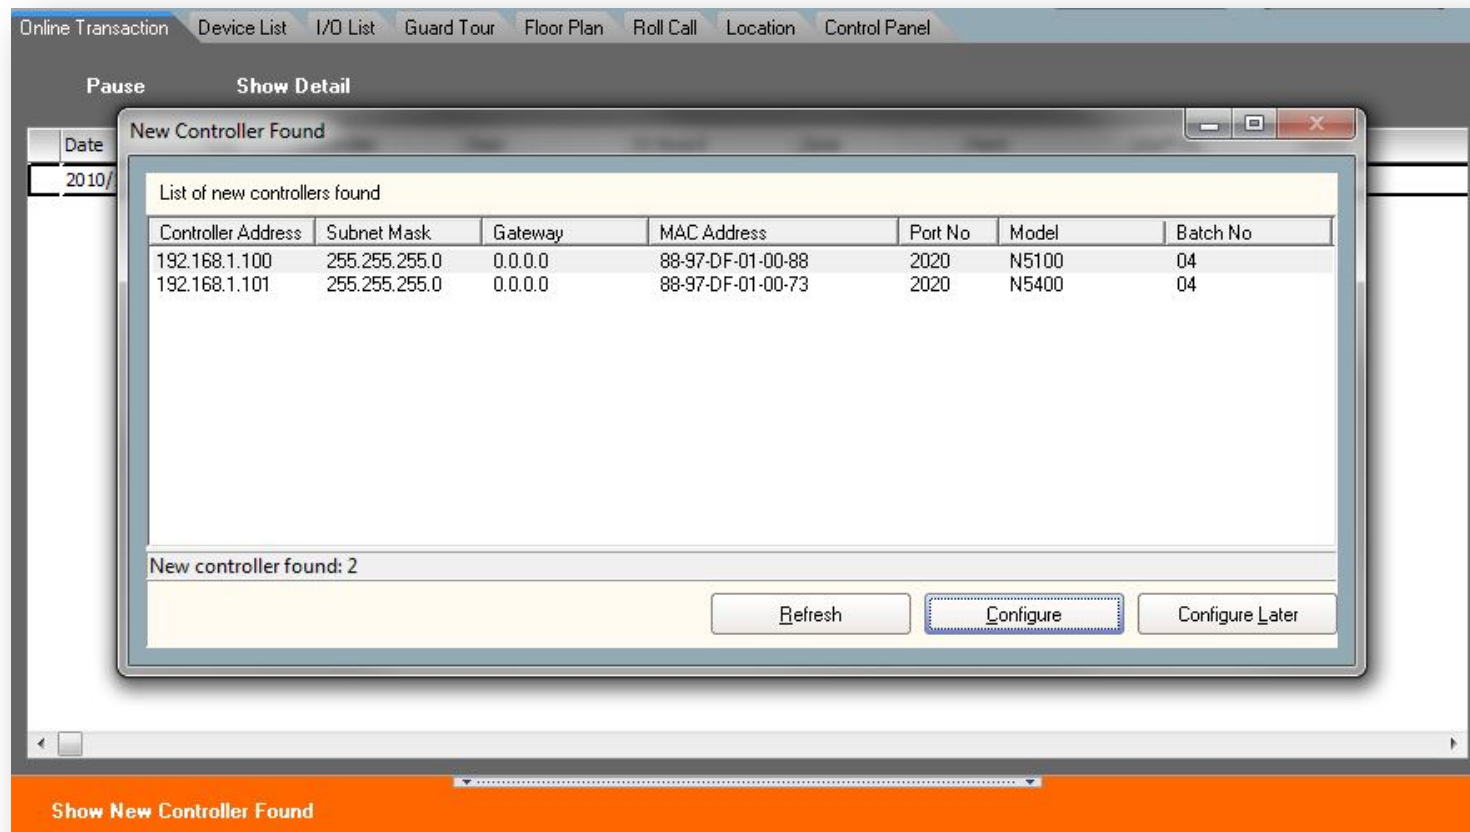 Online Transaction Device List I/O List Guard Tour Floor Plan Roll Call Location Control Panel
Pause Show Detail
New Controller Found
Date
2010/
List of new controllers found
Controller Address Subnet Mask Gateway MAC Address Port No Model Batch No
192.168.1.100 255.255.255.0 0.0.0.0 88-97-DF-01-00-88 2020 N5100 04
192.168.1.101 255.255.255.0 0.0.0.0 88-97-DF-01-00-73 2020 N5400 04
New controller found: 2
Refresh Configure Configure Later
Show New Controller Found